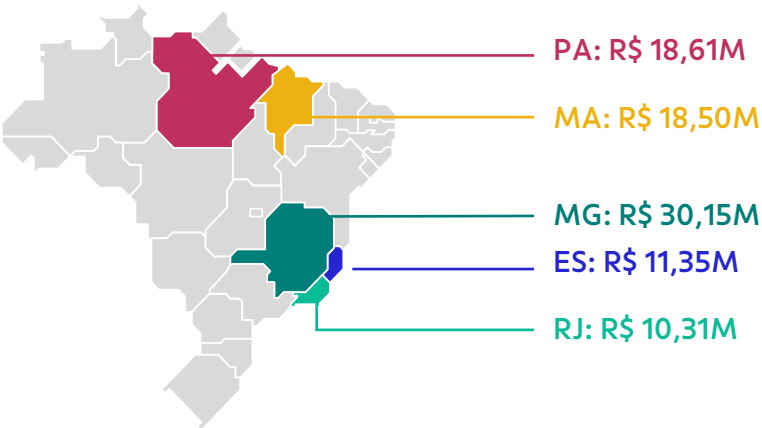 PA: R$ 18,61M
MA: R$ 18,50M
MG: R$ 30,15M
ES: R$ 11,35M
RJ: R$ 10,31M